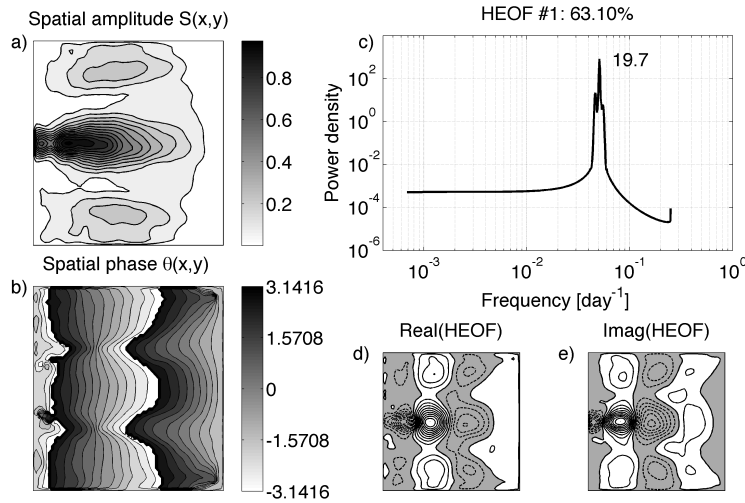 Spatial amplitude S(x,y)
a)
0.8
0.6
0.4
0.2
Spatial phase θ(x,y)
b)
3.1416
1.5708
0
-1.5708
-3.1416
HEOF #1: 63.10%
c)
19.7
Power density
10^2
10^0
10^-2
10^-4
10^-6
10^-3
10^-2
10^-1
10^0
Frequency [day^-1]
Real(HEOF)
d)
Imag(HEOF)
e)